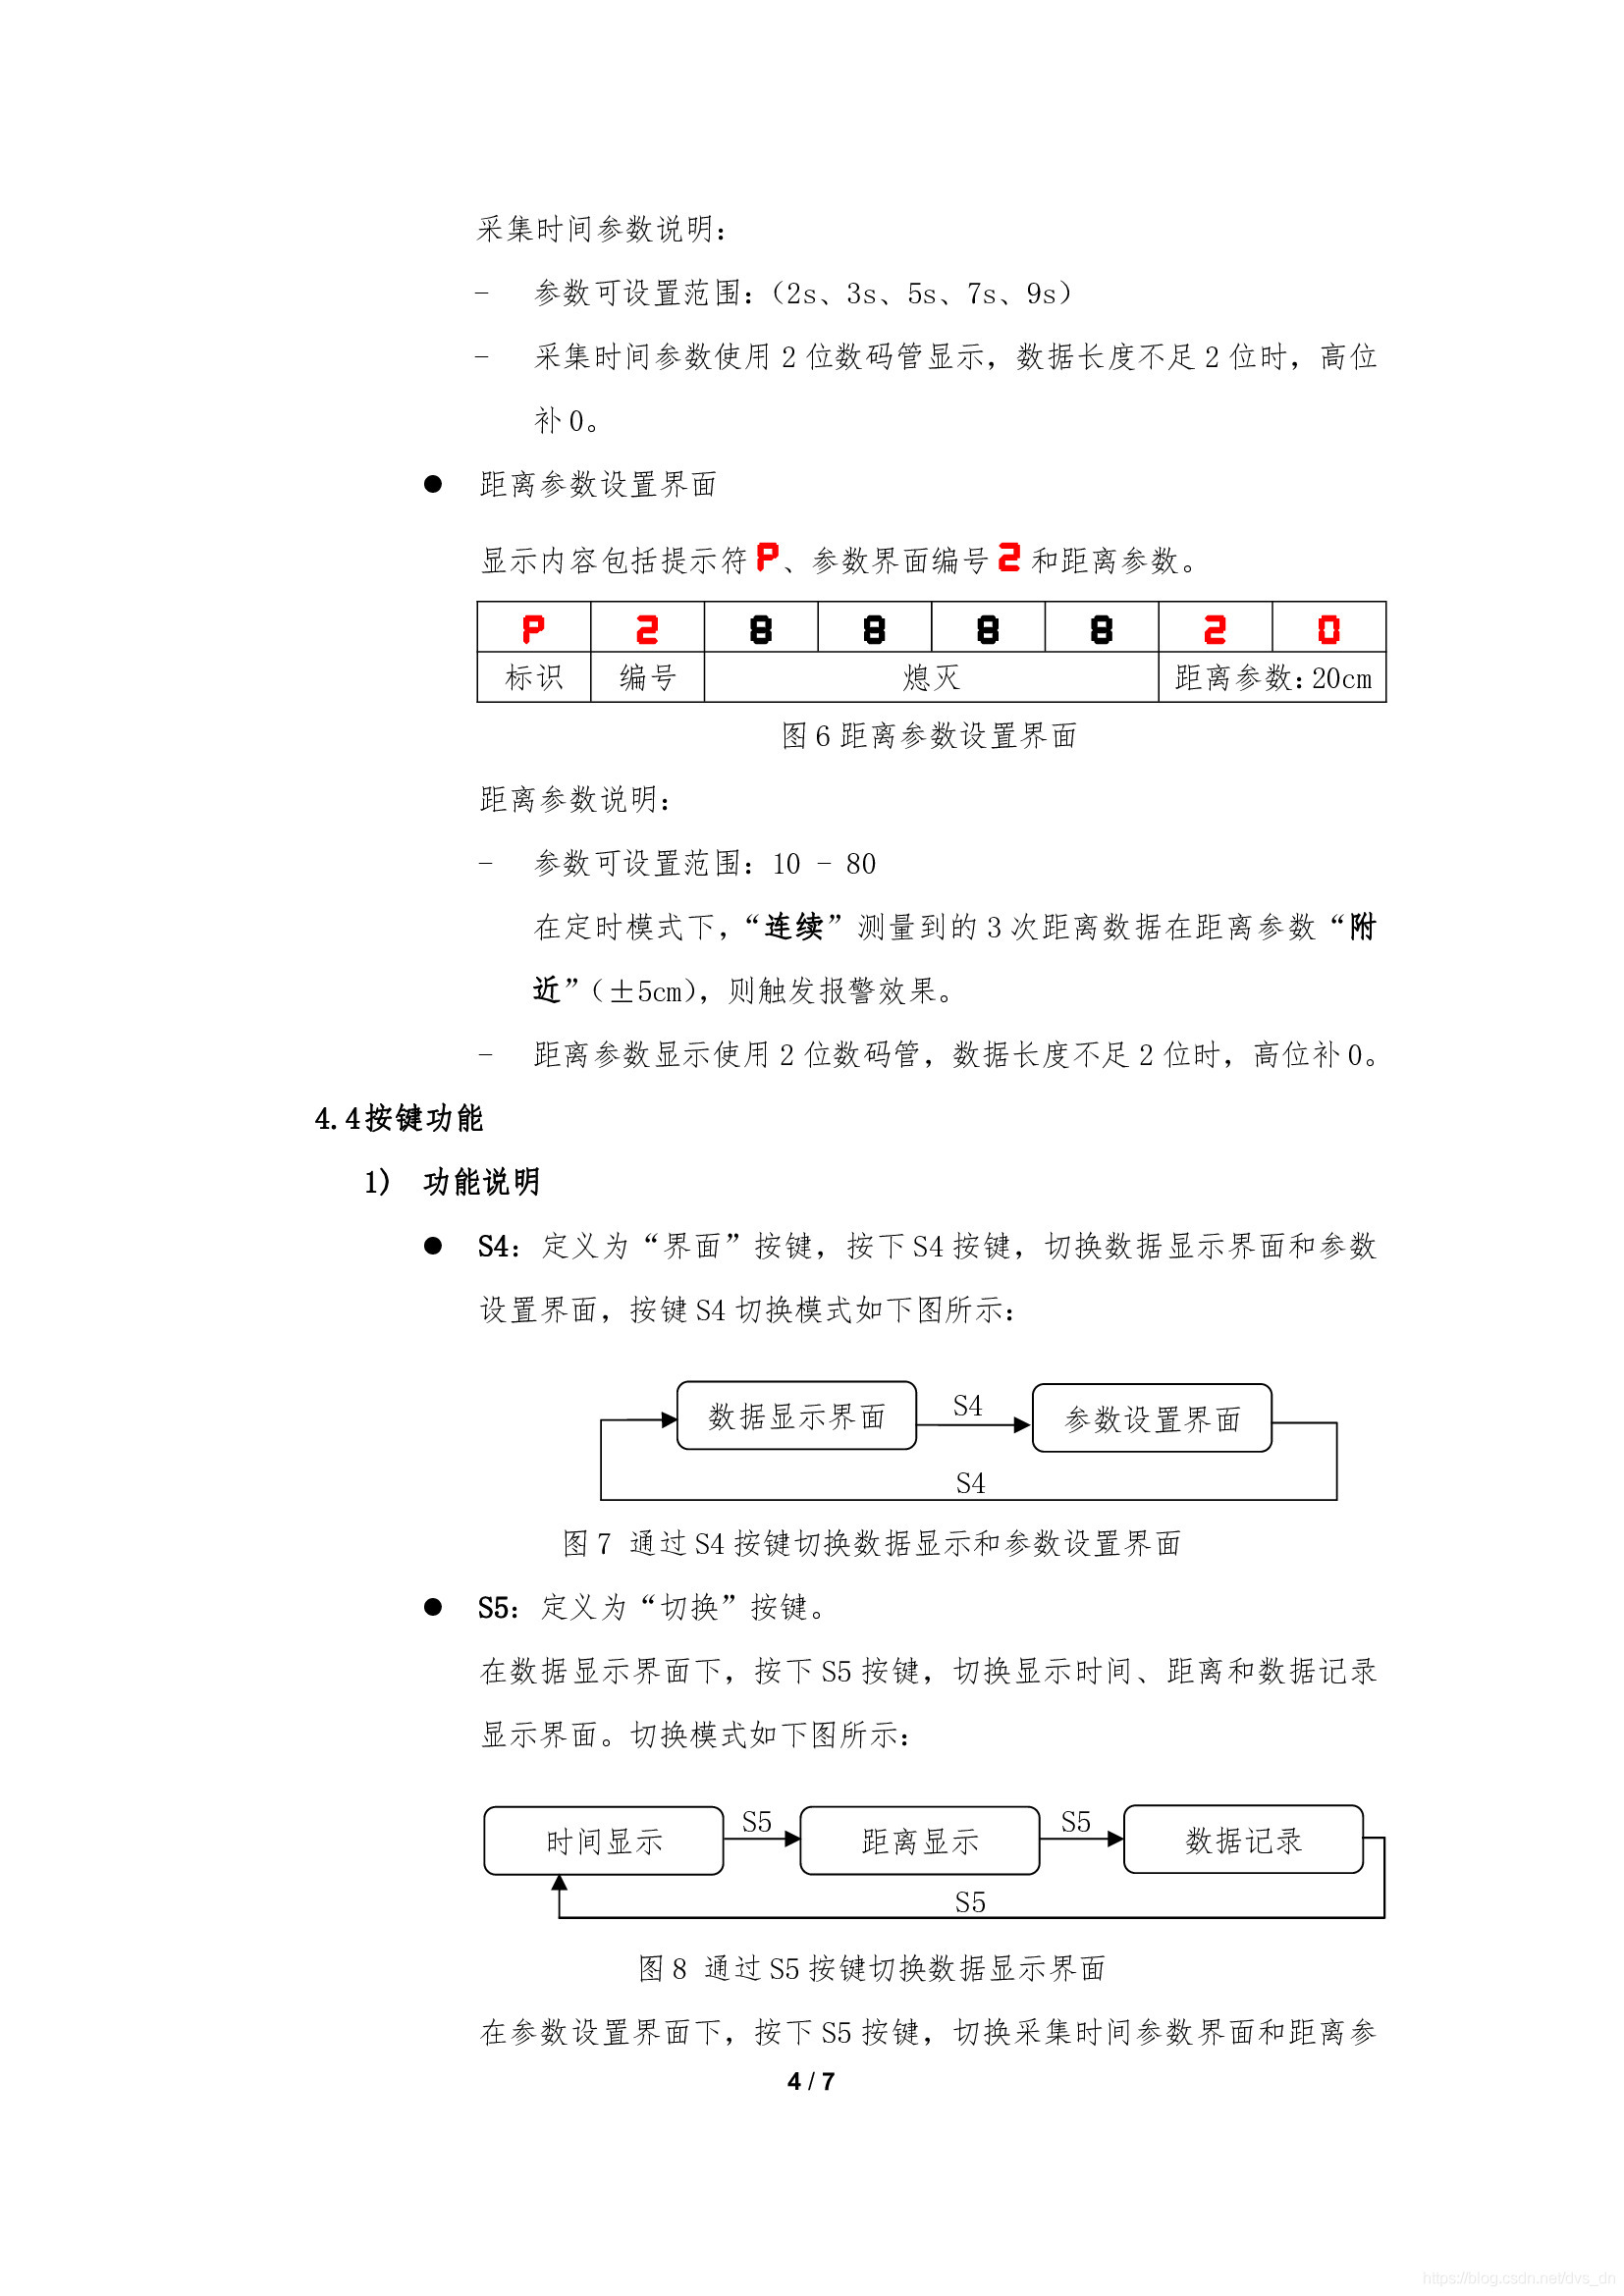 采集时间参数说明：
- 参数可设置范围：（2s、3s、5s、7s、9s）
- 采集时间参数使用 2 位数码管显示，数据长度不足 2 位时，高位
补 0。
● 距离参数设置界面
显示内容包括提示符 P、参数界面编号 2 和距离参数。
P 2 8 8 8 8 2 0
标识 编号 熄灭 距离参数：20cm
图 6 距离参数设置界面
距离参数说明：
- 参数可设置范围：10 - 80
在定时模式下，“连续”测量到的 3 次距离数据在距离参数“附
近”（±5cm），则触发报警效果。
- 距离参数显示使用 2 位数码管，数据长度不足 2 位时，高位补 0。
4.4 按键功能
1) 功能说明
● S4：定义为“界面”按键，按下 S4 按键，切换数据显示界面和参数
设置界面，按键 S4 切换模式如下图所示：
数据显示界面 S4 参数设置界面
S4
图 7 通过 S4 按键切换数据显示和参数设置界面
● S5：定义为“切换”按键。
在数据显示界面下，按下 S5 按键，切换显示时间、距离和数据记录
显示界面。切换模式如下图所示：
时间显示 S5 距离显示 S5 数据记录
S5
图 8 通过 S5 按键切换数据显示界面
在参数设置界面下，按下 S5 按键，切换采集时间参数界面和距离参
4 / 7
https://blog.csdn.net/dvs_dn